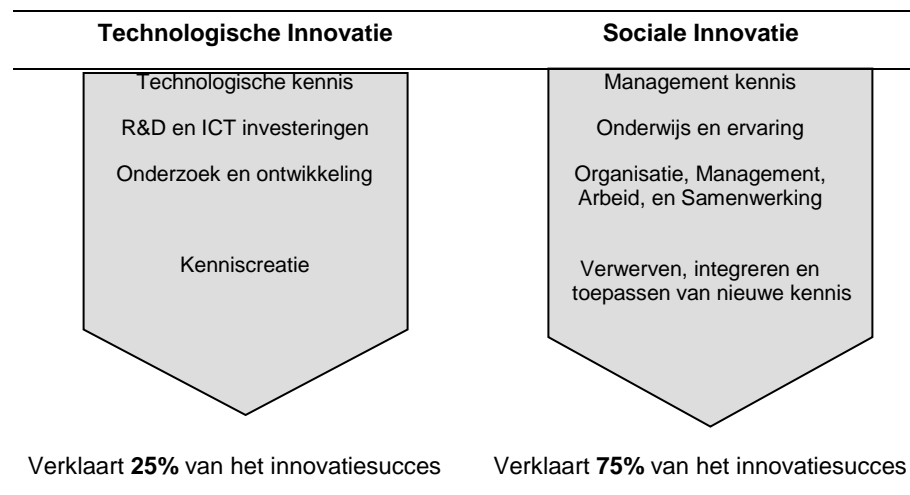 Technologische Innovatie
Sociale Innovatie
Technologische kennis
R&D en ICT investeringen
Onderzoek en ontwikkeling
Kenniscreatie
Management kennis
Onderwijs en ervaring
Organisatie, Management,
Arbeid, en Samenwerking
Verwerven, integreren en
toepassen van nieuwe kennis
Verklaart 25% van het innovatiesucces
Verklaart 75% van het innovatiesucces